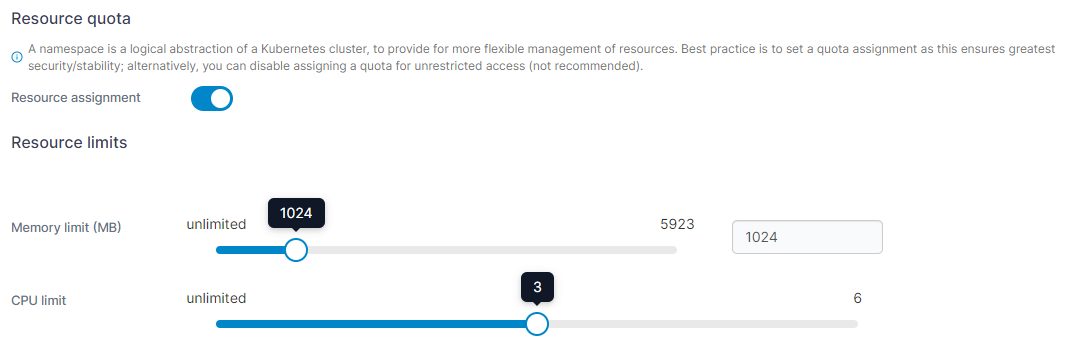 Resource quota
A namespace is a logical abstraction of a Kubernetes cluster, to provide for more flexible management of resources. Best practice is to set a quota assignment as this ensures greatest
security/stability; alternatively, you can disable assigning a quota for unrestricted access (not recommended).
Resource assignment
Resource limits
1024
Memory limit (MB) unlimited 5923 1024
3
CPU limit unlimited 6